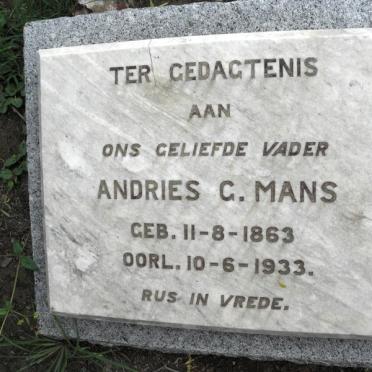 TER GEDAGTENIS
AAN
ONS GELIEFDE VADER
ANDRIES G. MANS
GEB. 11-8-1863
OORL. 10-6-1933.
RUS IN VREDE.